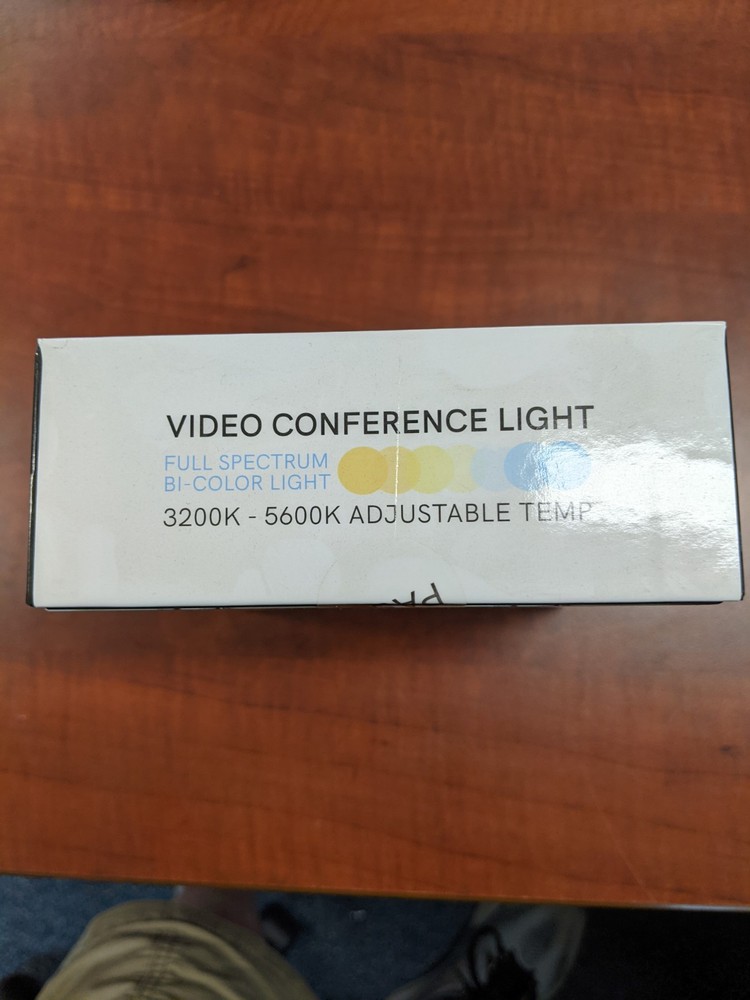 VIDEO CONFERENCE LIGHT
FULL SPECTRUM
BI-COLOR LIGHT
3200K - 5600K ADJUSTABLE TEMP